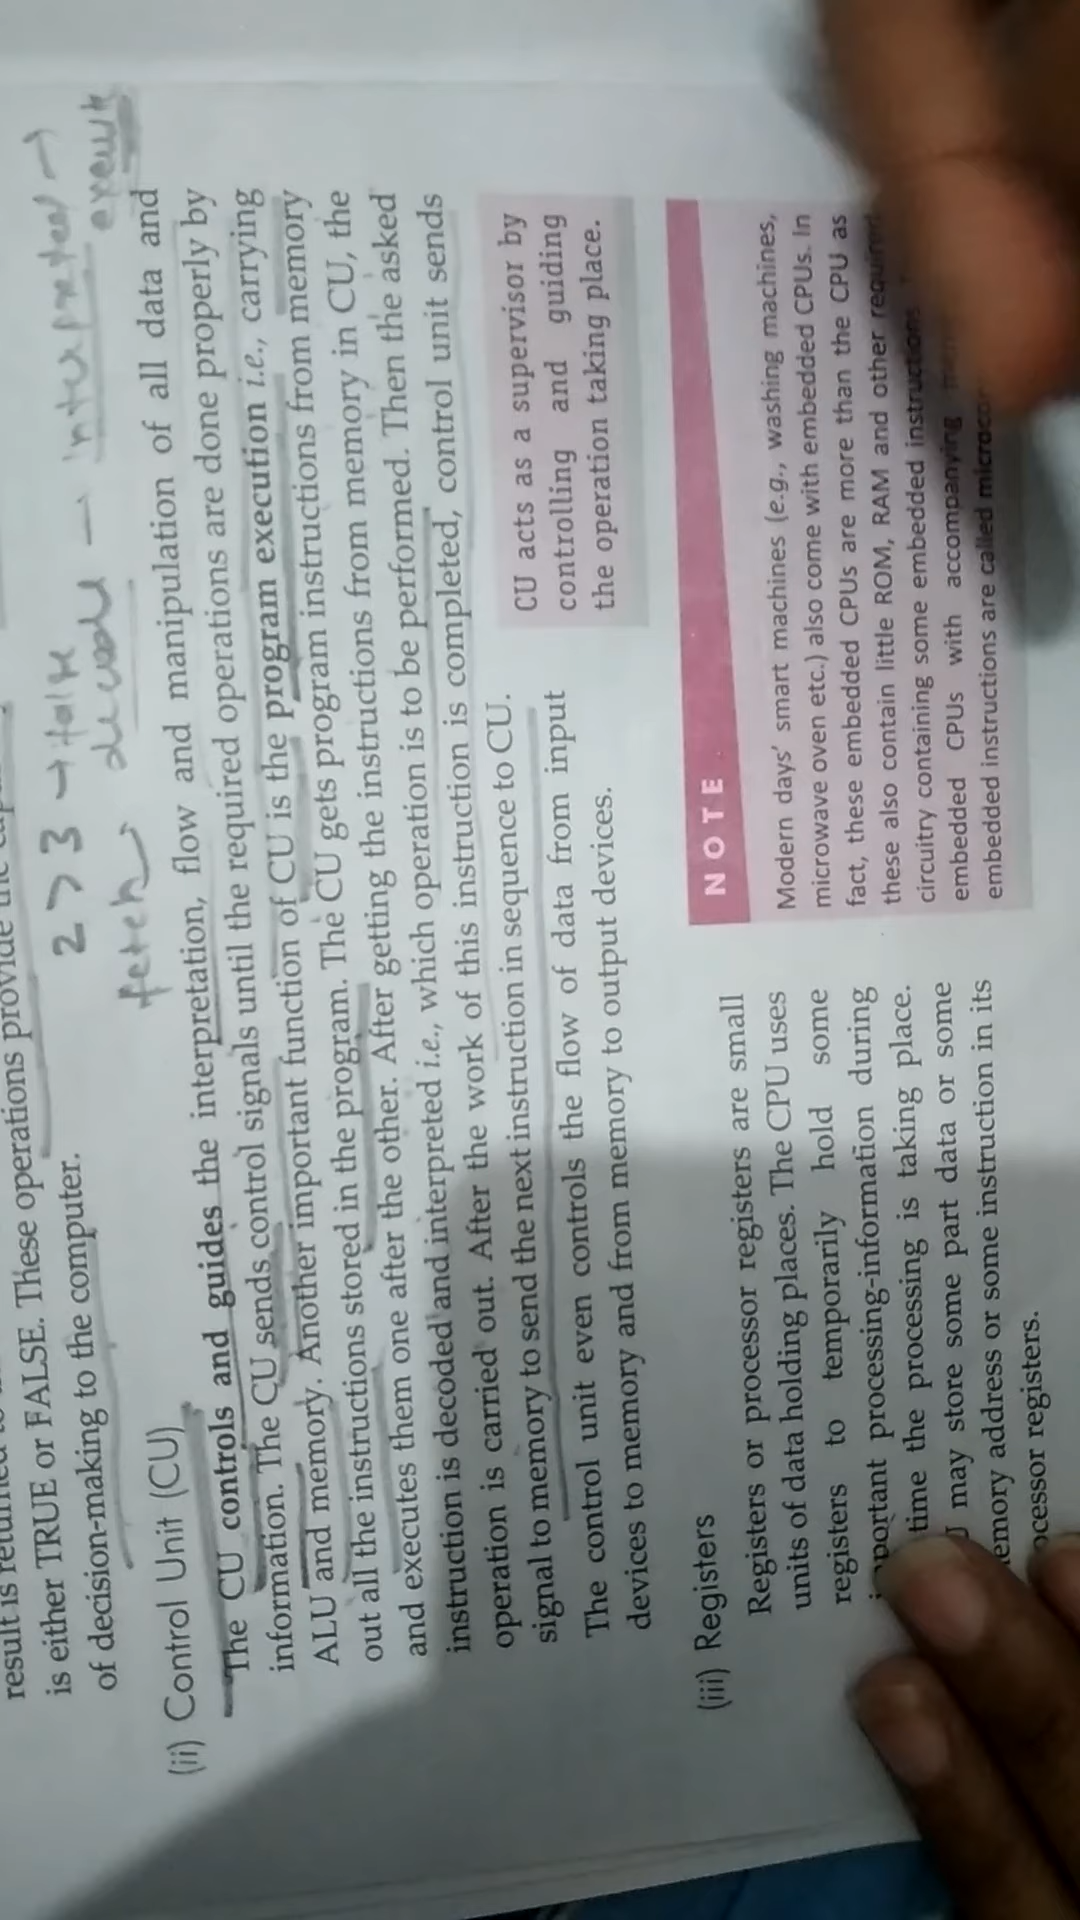 result is
is either TRUE or FALSE. These operations provide the
of decision-making to the computer.
2 > 3 → false
fetch, decode — interpreted →
execute
(ii) Control Unit (CU)
The CU controls and guides the interpretation, flow and manipulation of all data and
information. The CU sends control signals until the required operations are done properly by
ALU and memory. Another important function of CU is the program execution i.e., carrying
out all the instructions stored in the program. The CU gets program instructions from memory
and executes them one after the other. After getting the instructions from memory in CU, the
instruction is decoded and interpreted i.e., which operation is to be performed. Then the asked
operation is carried out. After the work of this instruction is completed, control unit sends
signal to memory to send the next instruction in sequence to CU.
The control unit even controls the flow of data from input
devices to memory and from memory to output devices.
CU acts as a supervisor by
controlling and guiding
the operation taking place.
(iii) Registers
Registers or processor registers are small
units of data holding places. The CPU uses
registers to temporarily hold some
important processing-information during
time the processing is taking place.
may store some part data or some
memory address or some instruction in its
processor registers.
NOTE
Modern days' smart machines (e.g., washing machines,
microwave oven etc.) also come with embedded CPUs. In
fact, these embedded CPUs are more than the CPU as
these also contain little ROM, RAM and other required
circuitry containing some embedded instructions
embedded CPUs with accompanying
embedded instructions are called